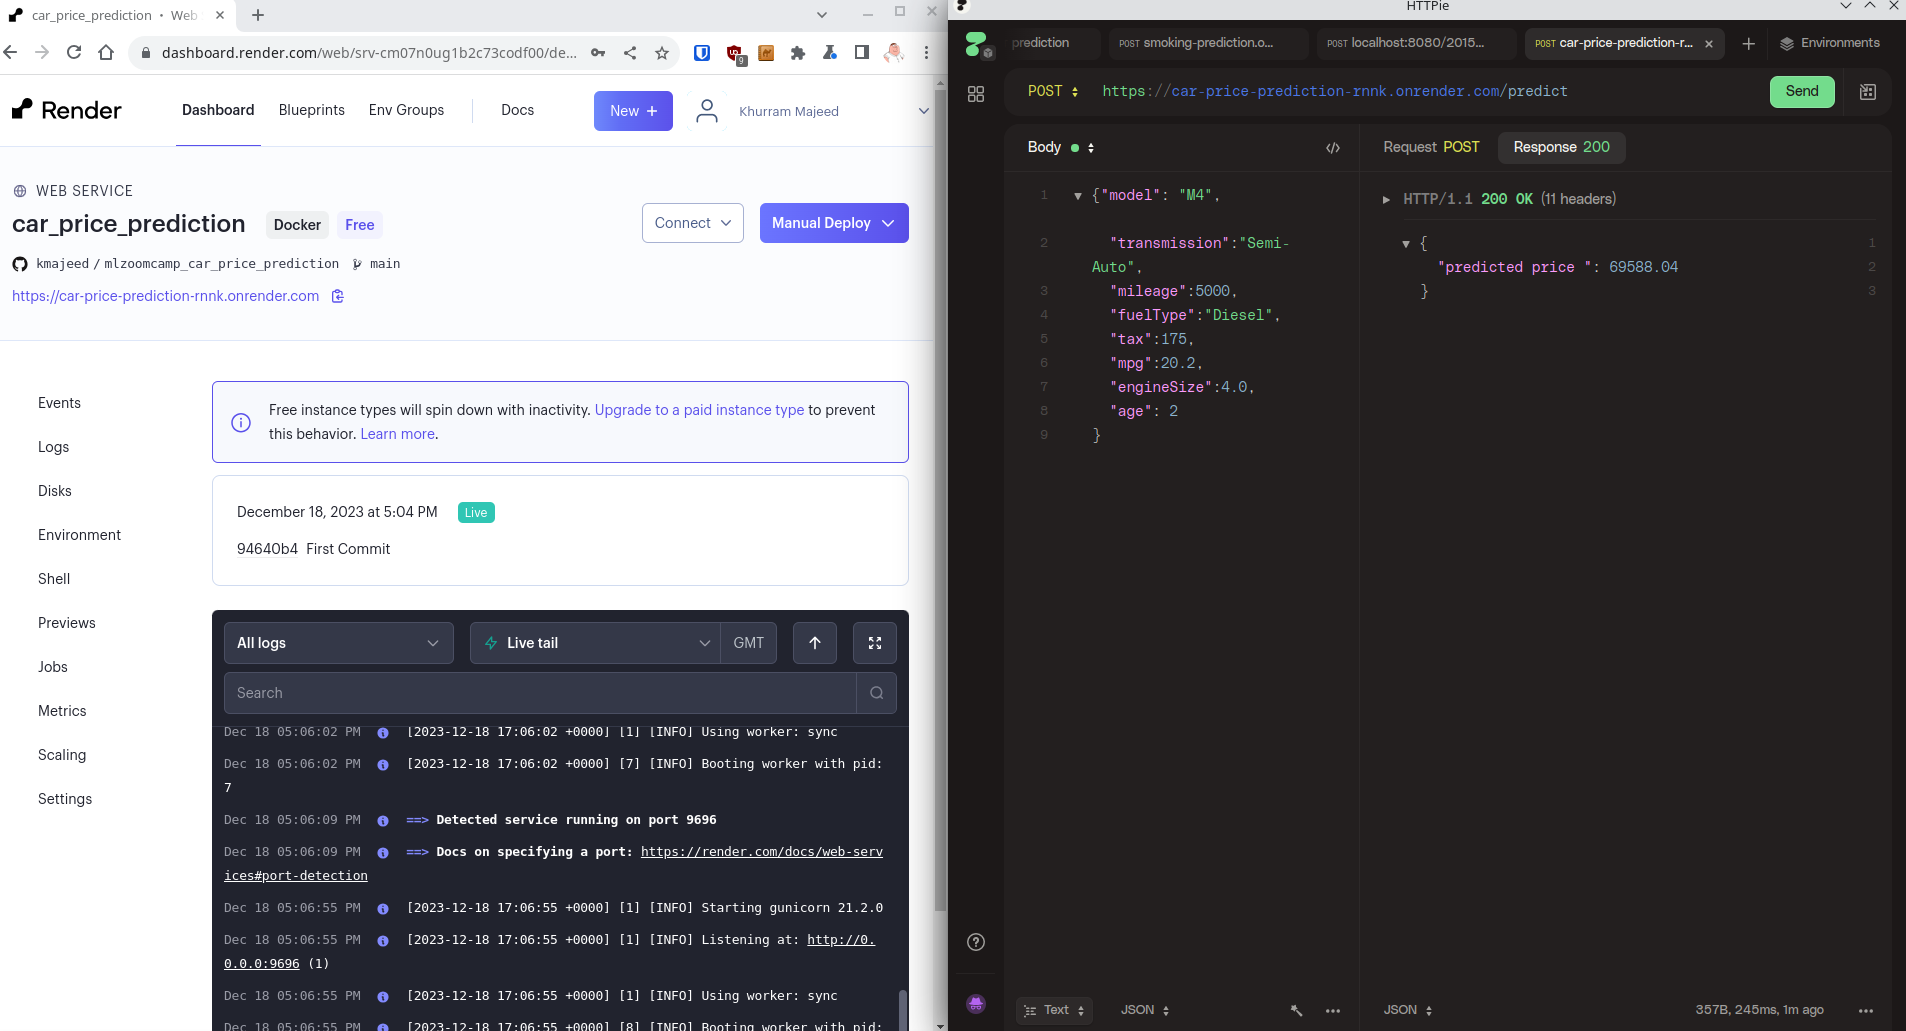 car_price_prediction • Web
dashboard.render.com/web/srv-cm07n0ug1b2c73codf00/de...
9
Render
Dashboard
Blueprints
Env Groups
Docs
New +
Khurram Majeed
WEB SERVICE
car_price_prediction
Docker
Free
Connect
Manual Deploy
kmajeed / mlzoomcamp_car_price_prediction
main
https://car-price-prediction-rnnk.onrender.com
Events
Logs
Disks
Environment
Shell
Previews
Jobs
Metrics
Scaling
Settings
Free instance types will spin down with inactivity. Upgrade to a paid instance type to prevent
this behavior. Learn more.
December 18, 2023 at 5:04 PM
Live
94640b4 First Commit
All logs
Live tail
GMT
Search
Dec 18 05:06:02 PM [2023-12-18 17:06:02 +0000] [1] [INFO] Using worker: sync
Dec 18 05:06:02 PM [2023-12-18 17:06:02 +0000] [7] [INFO] Booting worker with pid:
7
Dec 18 05:06:09 PM ==> Detected service running on port 9696
Dec 18 05:06:09 PM ==> Docs on specifying a port: https://render.com/docs/web-serv
ices#port-detection
Dec 18 05:06:55 PM [2023-12-18 17:06:55 +0000] [1] [INFO] Starting gunicorn 21.2.0
Dec 18 05:06:55 PM [2023-12-18 17:06:55 +0000] [1] [INFO] Listening at: http://0.
0.0.0:9696 (1)
Dec 18 05:06:55 PM [2023-12-18 17:06:55 +0000] [1] [INFO] Using worker: sync
Dec 18 05:06:55 PM [2023-12-18 17:06:55 +0000] [8] [INFO] Booting worker with pid:
HTTPie
prediction
POST smoking-prediction.o...
POST localhost:8080/2015...
POST car-price-prediction-r...
Environments
POST
https://car-price-prediction-rnnk.onrender.com/predict
Send
Body
</>
Request POST
Response 200
1 {"model": "M4",
2 "transmission":"Semi-
Auto",
3 "mileage":5000,
4 "fuelType":"Diesel",
5 "tax":175,
6 "mpg":20.2,
7 "engineSize":4.0,
8 "age": 2
9 }
HTTP/1.1 200 OK (11 headers)
{ 1
"predicted price ": 69588.04 2
} 3
Text
JSON
JSON
357B, 245ms, 1m ago